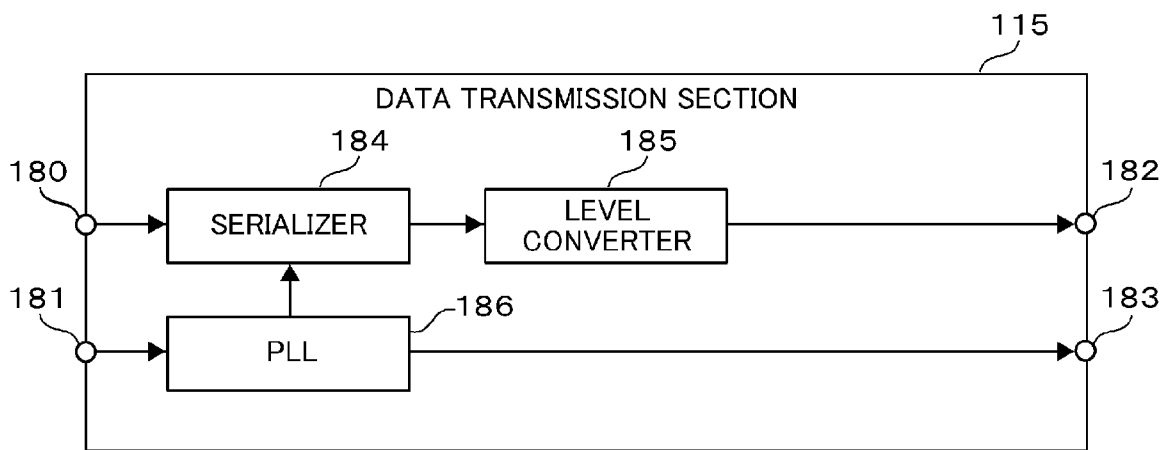 115
DATA TRANSMISSION SECTION
184
185
180
182
SERIALIZER
LEVEL
CONVERTER
181
186
183
PLL